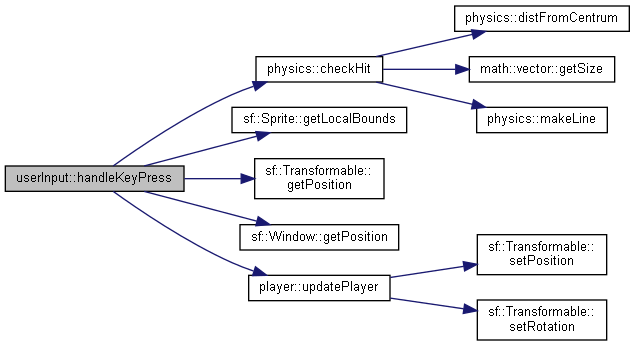 userInput::handleKeyPress
physics::checkHit
physics::distFromCentrum
math::vector::getSize
physics::makeLine
sf::Sprite::getLocalBounds
sf::Transformable::
getPosition
sf::Window::getPosition
player::updatePlayer
sf::Transformable::
setPosition
sf::Transformable::
setRotation